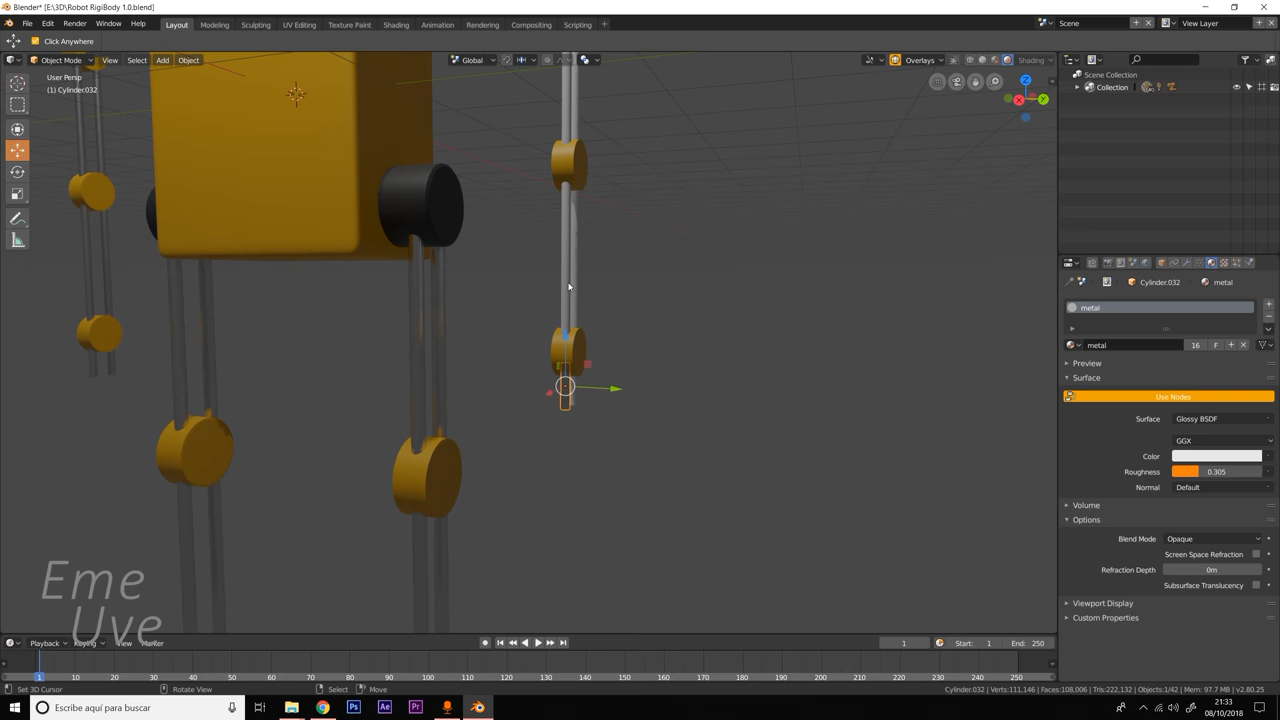 Blender* [E:\3D\Robot RigiBody 1.0.blend]
File Edit Render Window Help
Layout Modeling Sculpting UV Editing Texture Paint Shading Animation Rendering Compositing Scripting +
Scene
View Layer
Click Anywhere
Object Mode View Select Add Object
Global
Overlays
Shading
User Persp
(1) Cylinder.032
Z
X
Y
Scene Collection
Collection
Cylinder.032
metal
metal
metal
16
F
Preview
Surface
Use Nodes
Surface Glossy BSDF
GGX
Color
Roughness 0.305
Normal Default
Volume
Options
Blend Mode Opaque
Screen Space Refraction
Refraction Depth 0m
Subsurface Translucency
Viewport Display
Custom Properties
Eme
Uve
Playback Keying View Marker
1
Start: 1 End: 250
1 10 20 30 40 50 60 70 80 90 100 110 120 130 140 150 160 170 180 190 200 210 220 230 240 250
Set 3D Cursor Rotate View Select Move
Cylinder.032 | Verts:111,146 | Faces:108,006 | Tris:222,132 | Objects:1/42 | Mem: 97.7 MB | v2.80.25
Escribe aquí para buscar
Ps
Ae
Pr
21:33
08/10/2018